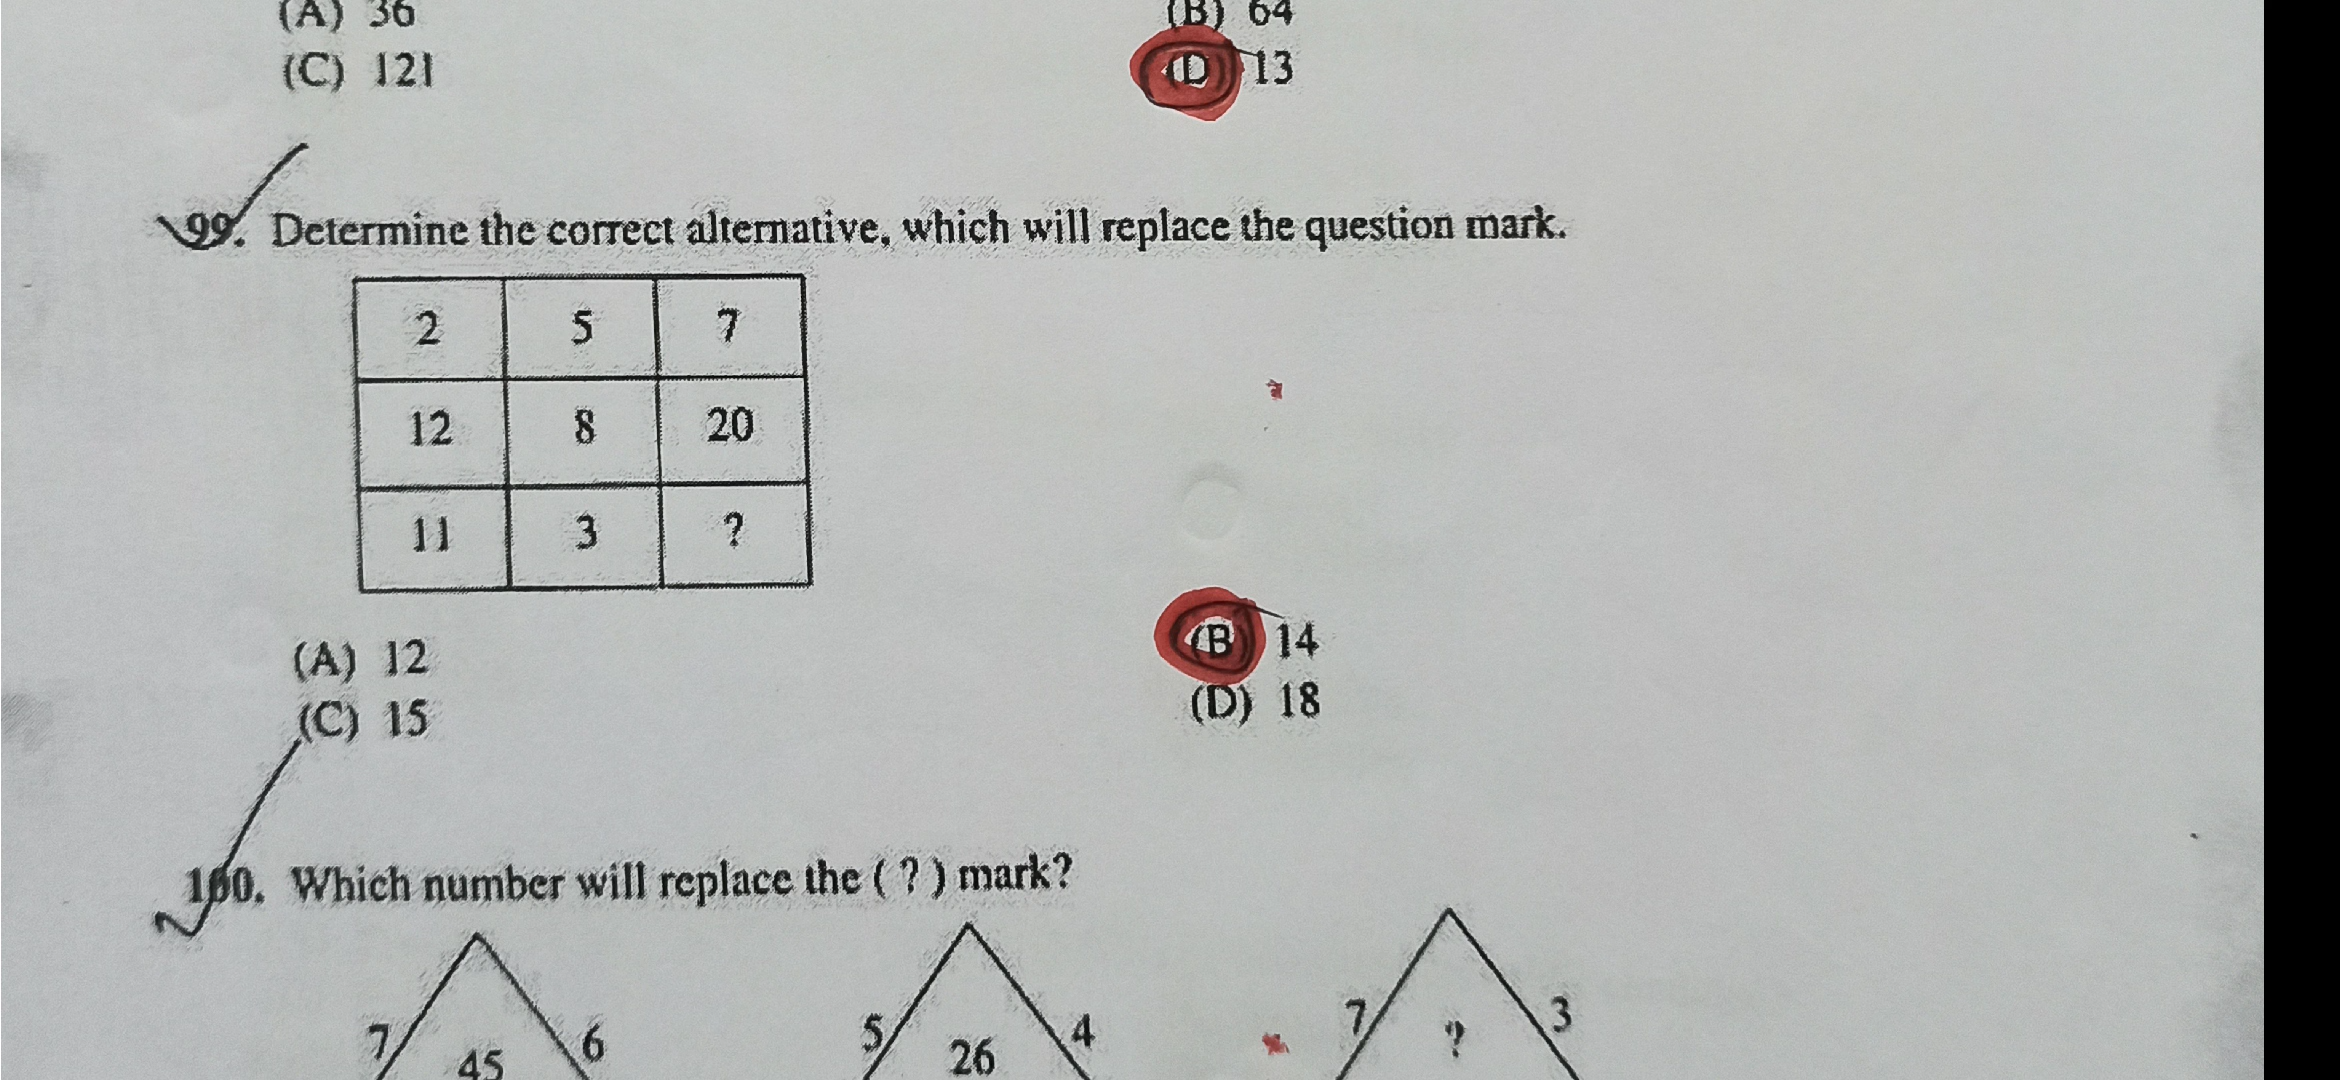 (A) 36 (B) 64
(C) 121 (D) 13
99. Determine the correct alternative, which will replace the question mark.
2 5 7
12 8 20
11 3 ?
(A) 12 (B) 14
(C) 15 (D) 18
100. Which number will replace the ( ? ) mark?
7 6 5 4 7 3
45 26 ?